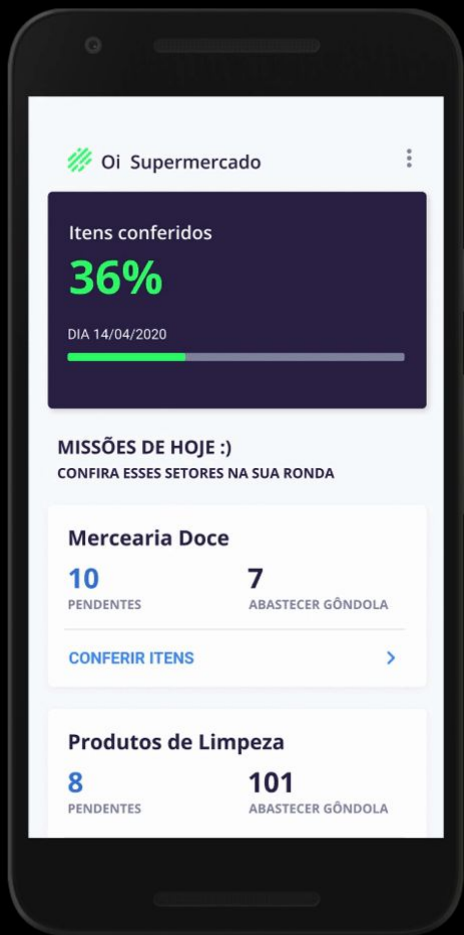 Oi Supermercado
Itens conferidos
36%
DIA 14/04/2020
MISSÕES DE HOJE :)
CONFIRA ESSES SETORES NA SUA RONDA
Mercearia Doce
10 7
PENDENTES ABASTECER GÔNDOLA
CONFERIR ITENS
Produtos de Limpeza
8 101
PENDENTES ABASTECER GÔNDOLA